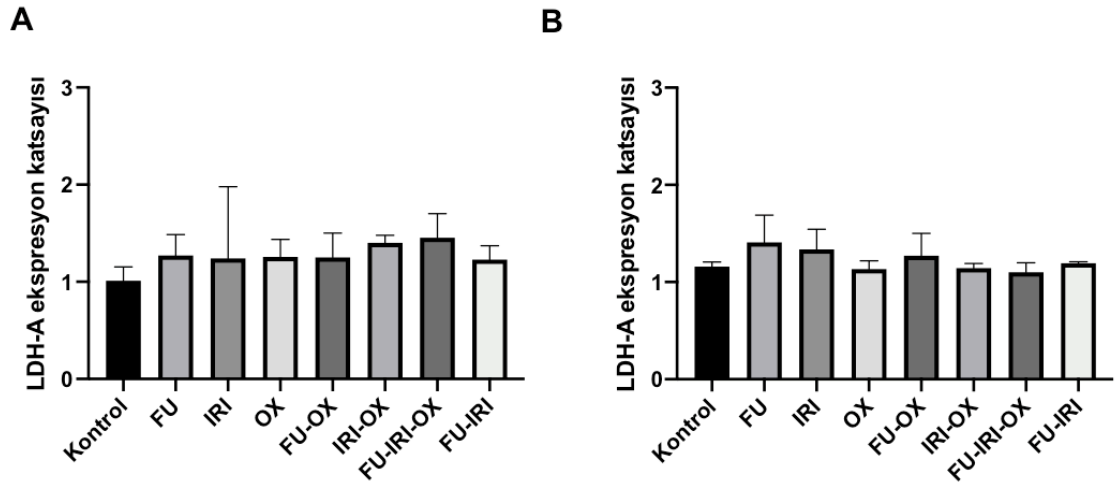 A
LDH-A ekspresyon katsayısı
3
2
1
0
Kontrol
FU
IRI
OX
FU-OX
IRI-OX
FU-IRI-OX
FU-IRI
B
LDH-A ekspresyon katsayısı
3
2
1
0
Kontrol
FU
IRI
OX
FU-OX
IRI-OX
FU-IRI-OX
FU-IRI